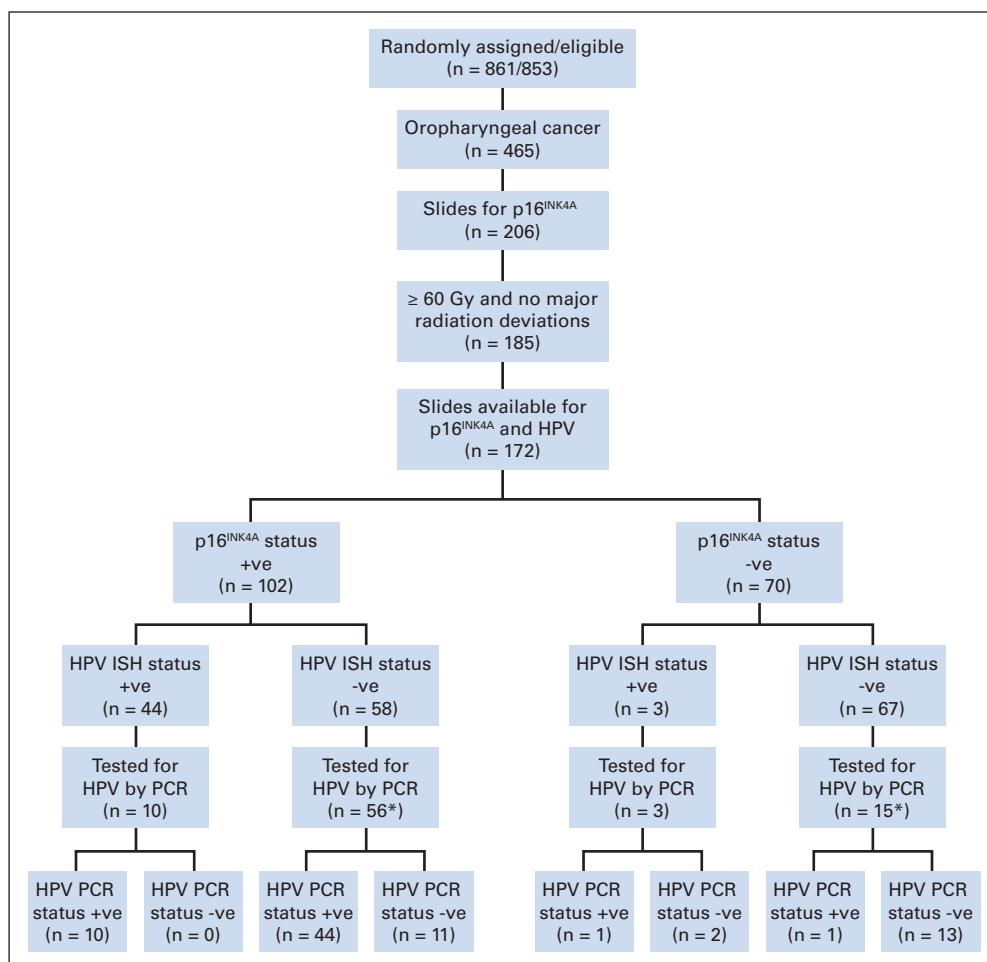 Randomly assigned/eligible
(n = 861/853)
Oropharyngeal cancer
(n = 465)
Slides for p16INK4A
(n = 206)
≥ 60 Gy and no major
radiation deviations
(n = 185)
Slides available for
p16INK4A and HPV
(n = 172)
p16INK4A status
+ve
(n = 102)
p16INK4A status
-ve
(n = 70)
HPV ISH status
+ve
(n = 44)
HPV ISH status
-ve
(n = 58)
HPV ISH status
+ve
(n = 3)
HPV ISH status
-ve
(n = 67)
Tested for
HPV by PCR
(n = 10)
Tested for
HPV by PCR
(n = 56*)
Tested for
HPV by PCR
(n = 3)
Tested for
HPV by PCR
(n = 15*)
HPV PCR
status +ve
(n = 10)
HPV PCR
status -ve
(n = 0)
HPV PCR
status +ve
(n = 44)
HPV PCR
status -ve
(n = 11)
HPV PCR
status +ve
(n = 1)
HPV PCR
status -ve
(n = 2)
HPV PCR
status +ve
(n = 1)
HPV PCR
status -ve
(n = 13)